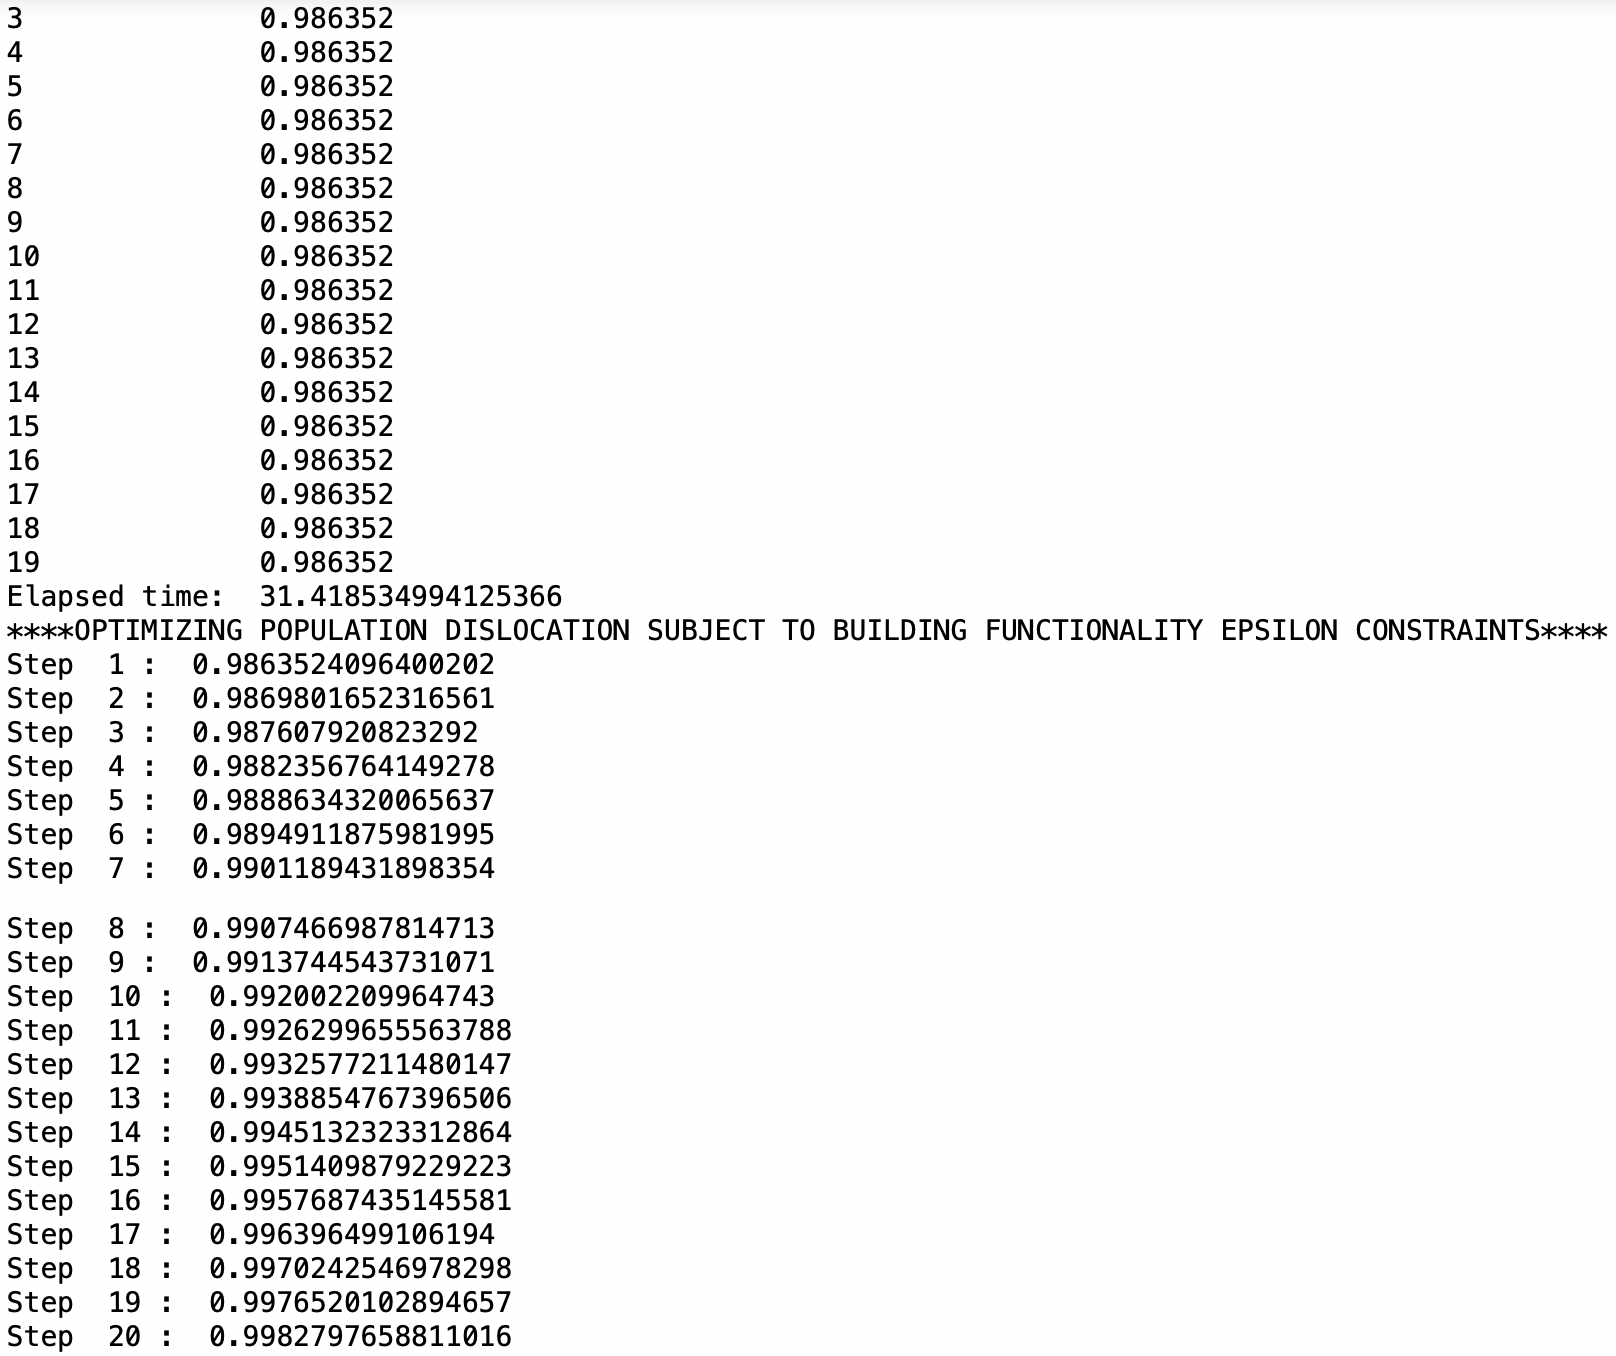 3               0.986352
4               0.986352
5               0.986352
6               0.986352
7               0.986352
8               0.986352
9               0.986352
10              0.986352
11              0.986352
12              0.986352
13              0.986352
14              0.986352
15              0.986352
16              0.986352
17              0.986352
18              0.986352
19              0.986352
Elapsed time:  31.418534994125366
****OPTIMIZING POPULATION DISLOCATION SUBJECT TO BUILDING FUNCTIONALITY EPSILON CONSTRAINTS****
Step  1 :  0.9863524096400202
Step  2 :  0.9869801652316561
Step  3 :  0.987607920823292
Step  4 :  0.9882356764149278
Step  5 :  0.9888634320065637
Step  6 :  0.9894911875981995
Step  7 :  0.9901189431898354
Step  8 :  0.9907466987814713
Step  9 :  0.9913744543731071
Step  10 :  0.992002209964743
Step  11 :  0.9926299655563788
Step  12 :  0.9932577211480147
Step  13 :  0.9938854767396506
Step  14 :  0.9945132323312864
Step  15 :  0.9951409879229223
Step  16 :  0.9957687435145581
Step  17 :  0.996396499106194
Step  18 :  0.9970242546978298
Step  19 :  0.9976520102894657
Step  20 :  0.9982797658811016